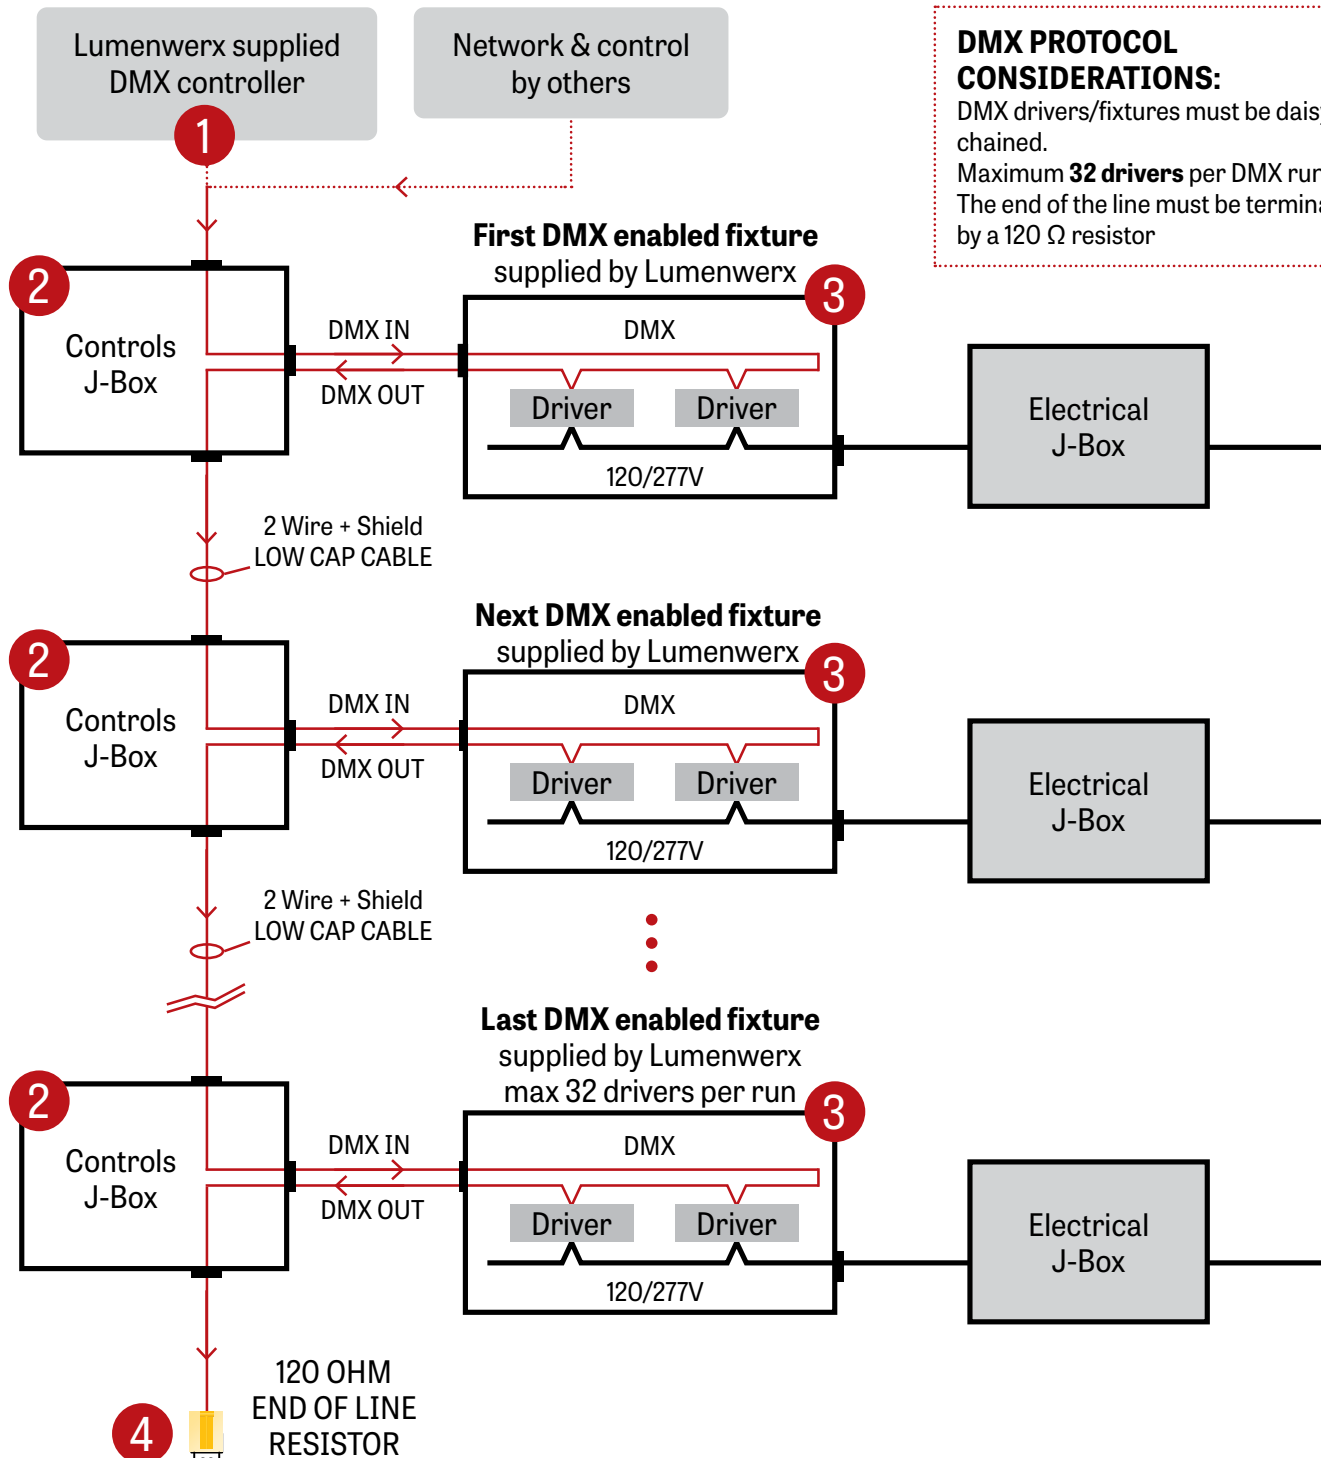 Lumenwerx supplied
DMX controller
Network & control
by others
1
DMX PROTOCOL
CONSIDERATIONS:
DMX drivers/fixtures must be daisy
chained.
Maximum 32 drivers per DMX run
The end of the line must be termina
by a 120 Ω resistor
First DMX enabled fixture
supplied by Lumenwerx
2
3
Controls
J-Box
DMX IN
DMX OUT
DMX
Driver
Driver
120/277V
Electrical
J-Box
2 Wire + Shield
LOW CAP CABLE
Next DMX enabled fixture
supplied by Lumenwerx
2
3
Controls
J-Box
DMX IN
DMX OUT
DMX
Driver
Driver
120/277V
Electrical
J-Box
2 Wire + Shield
LOW CAP CABLE
Last DMX enabled fixture
supplied by Lumenwerx
max 32 drivers per run
2
3
Controls
J-Box
DMX IN
DMX OUT
DMX
Driver
Driver
120/277V
Electrical
J-Box
4
120 OHM
END OF LINE
RESISTOR